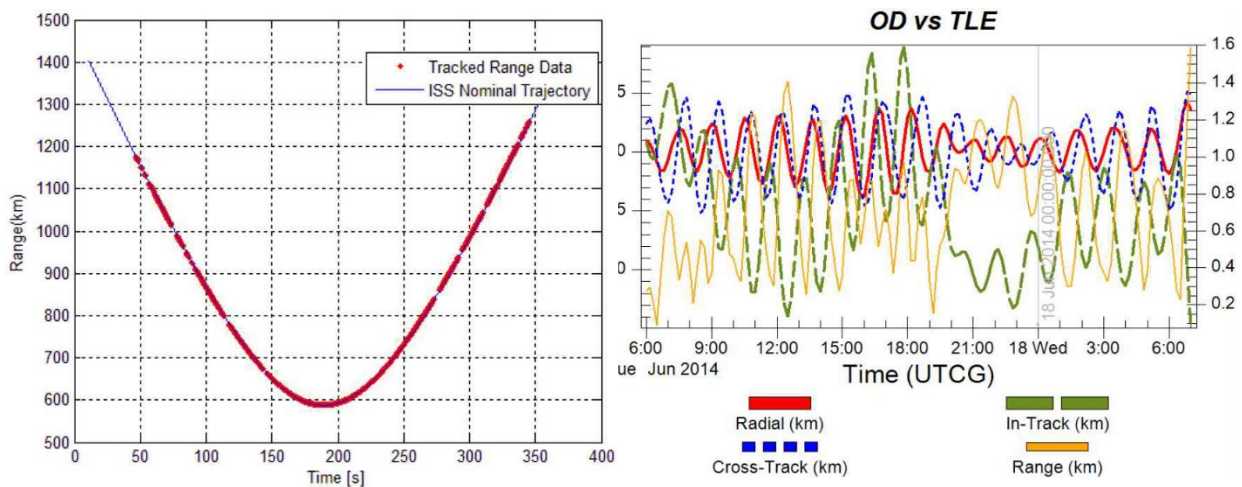 1500
1400
1300
1200
1100
1000
900
800
700
600
500
Range(km)
0 50 100 150 200 250 300 350 400
Time [s]
Tracked Range Data
ISS Nominal Trajectory
OD vs TLE
5
0
5
0
1.6
1.4
1.2
1.0
0.8
0.6
0.4
0.2
6:00 9:00 12:00 15:00 18:00 21:00 18 Wed 3:00 6:00
ue Jun 2014
Time (UTCG)
Radial (km) In-Track (km)
Cross-Track (km) Range (km)